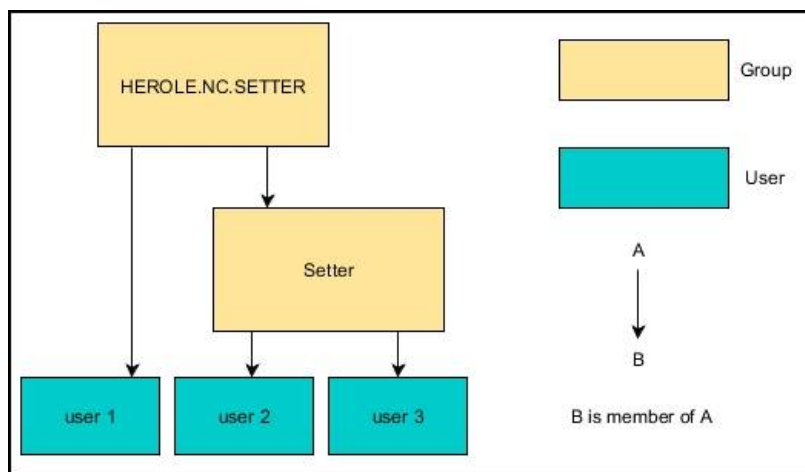 HEROLE.NC.SETTER
Group
User
Setter
A
B
user 1
user 2
user 3
B is member of A